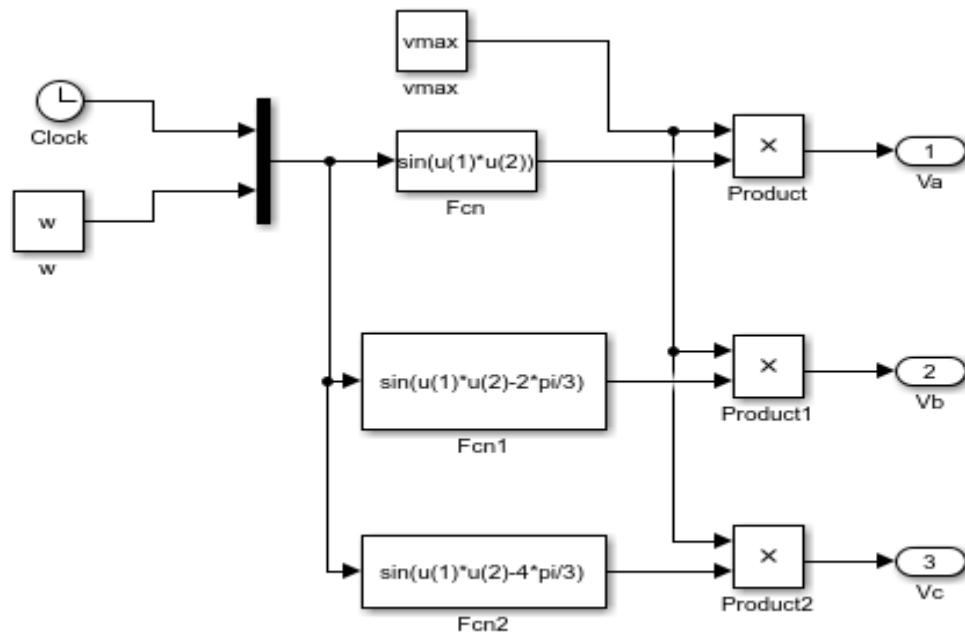 vmax
vmax
Clock
w
w
sin(u(1)*u(2))
Fcn
×
Product
1
Va
sin(u(1)*u(2)-2*pi/3)
Fcn1
×
Product1
2
Vb
sin(u(1)*u(2)-4*pi/3)
Fcn2
×
Product2
3
Vc